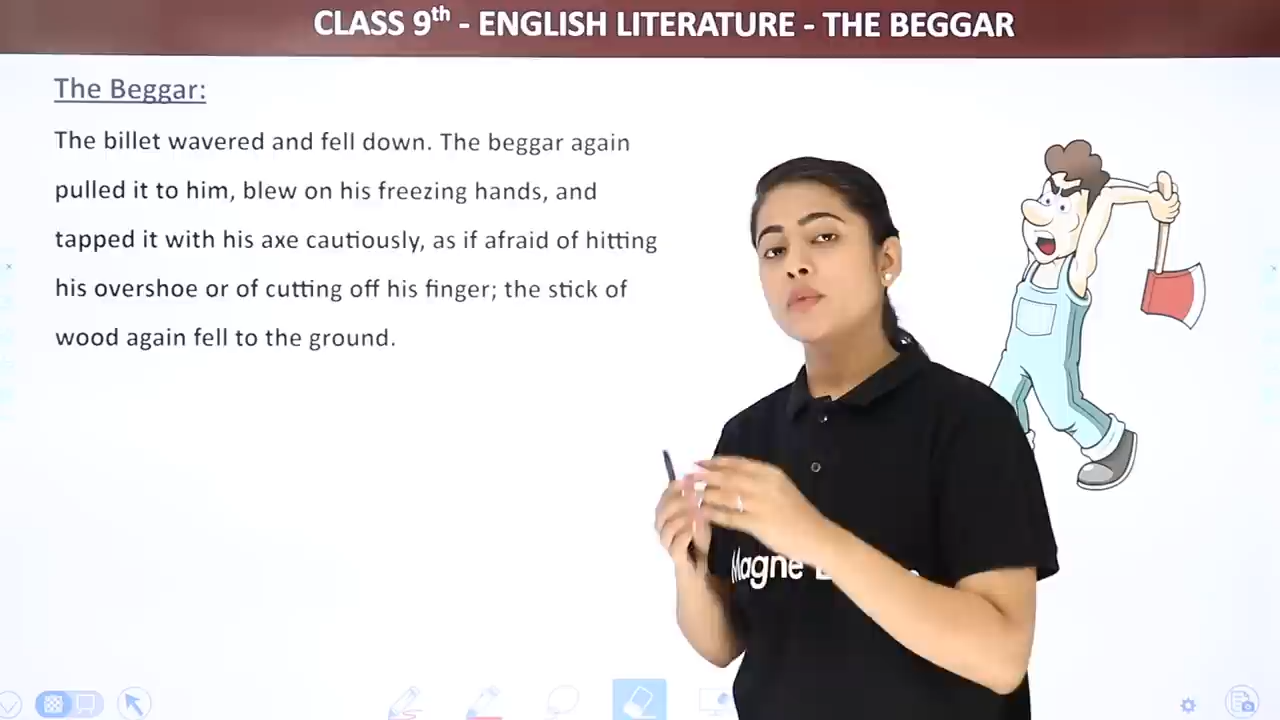 CLASS 9th - ENGLISH LITERATURE - THE BEGGAR
The Beggar:
The billet wavered and fell down. The beggar again
pulled it to him, blew on his freezing hands, and
tapped it with his axe cautiously, as if afraid of hitting
his overshoe or of cutting off his finger; the stick of
wood again fell to the ground.
Magne